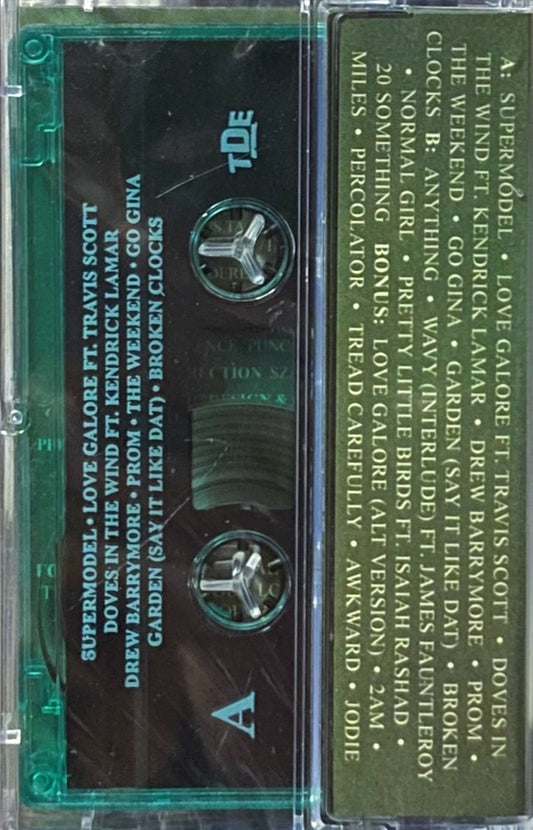 SUPERMODEL • LOVE GALORE FT. TRAVIS SCOTT
DOVES IN THE WIND FT. KENDRICK LAMAR
DREW BARRYMORE • PROM • THE WEEKEND • GO GINA
GARDEN (SAY IT LIKE DAT) • BROKEN CLOCKS
A
TDE
PUNC
RECTION SZ
DESIGN &
A: SUPERMODEL • LOVE GALORE FT. TRAVIS SCOTT • DOVES IN
THE WIND FT. KENDRICK LAMAR • DREW BARRYMORE • PROM •
THE WEEKEND • GO GINA • GARDEN (SAY IT LIKE DAT) • BROKEN
CLOCKS B: ANYTHING • WAVY (INTERLUDE) FT. JAMES FAUNTLEROY
• NORMAL GIRL • PRETTY LITTLE BIRDS FT. ISAIAH RASHAD •
20 SOMETHING BONUS: LOVE GALORE (ALT VERSION) • 2AM •
MILES • PERCOLATOR • TREAD CAREFULLY • AWKWARD • JODIE